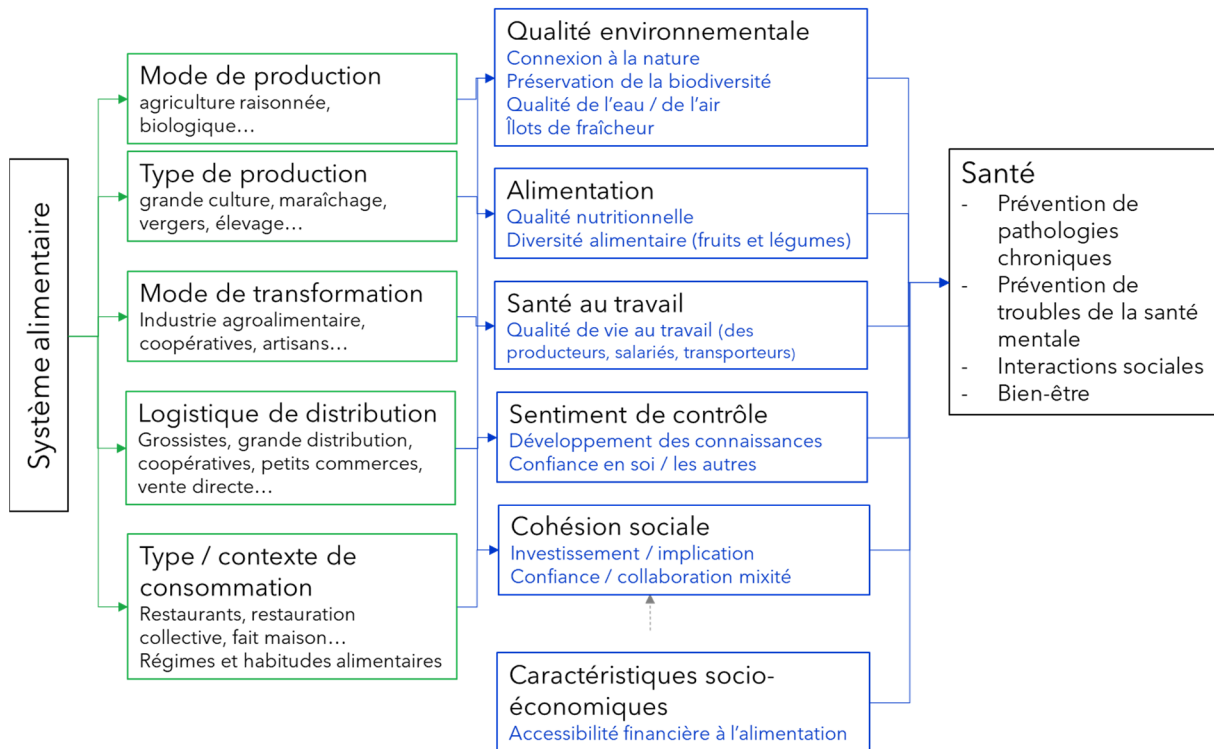 Système alimentaire
Mode de production
agriculture raisonnée,
biologique…
Type de production
grande culture, maraîchage,
vergers, élevage…
Mode de transformation
Industrie agroalimentaire,
coopératives, artisans…
Logistique de distribution
Grossistes, grande distribution,
coopératives, petits commerces,
vente directe…
Type / contexte de
consommation
Restaurants, restauration
collective, fait maison…
Régimes et habitudes alimentaires
Qualité environnementale
Connexion à la nature
Préservation de la biodiversité
Qualité de l’eau / de l’air
Îlots de fraîcheur
Alimentation
Qualité nutritionnelle
Diversité alimentaire (fruits et légumes)
Santé au travail
Qualité de vie au travail (des
producteurs, salariés, transporteurs)
Sentiment de contrôle
Développement des connaissances
Confiance en soi / les autres
Cohésion sociale
Investissement / implication
Confiance / collaboration mixité
Caractéristiques socio-
économiques
Accessibilité financière à l’alimentation
Santé
- Prévention de
pathologies
chroniques
- Prévention de
troubles de la santé
mentale
- Interactions sociales
- Bien-être